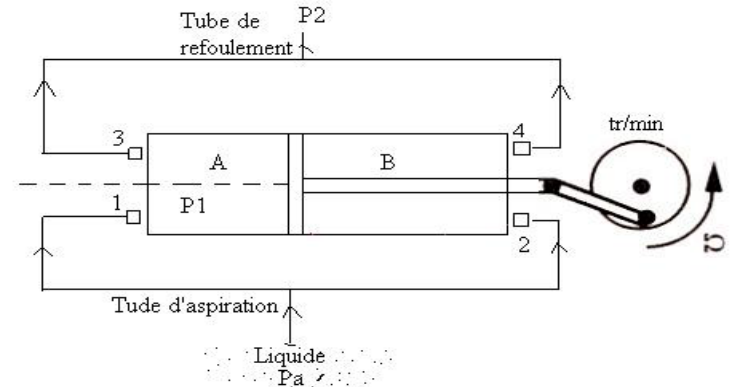 Tube de
refoulement
P2
3
4
tr/min
A
B
P1
1
2
Ω
Tude d'aspiration
Liquide
Pa